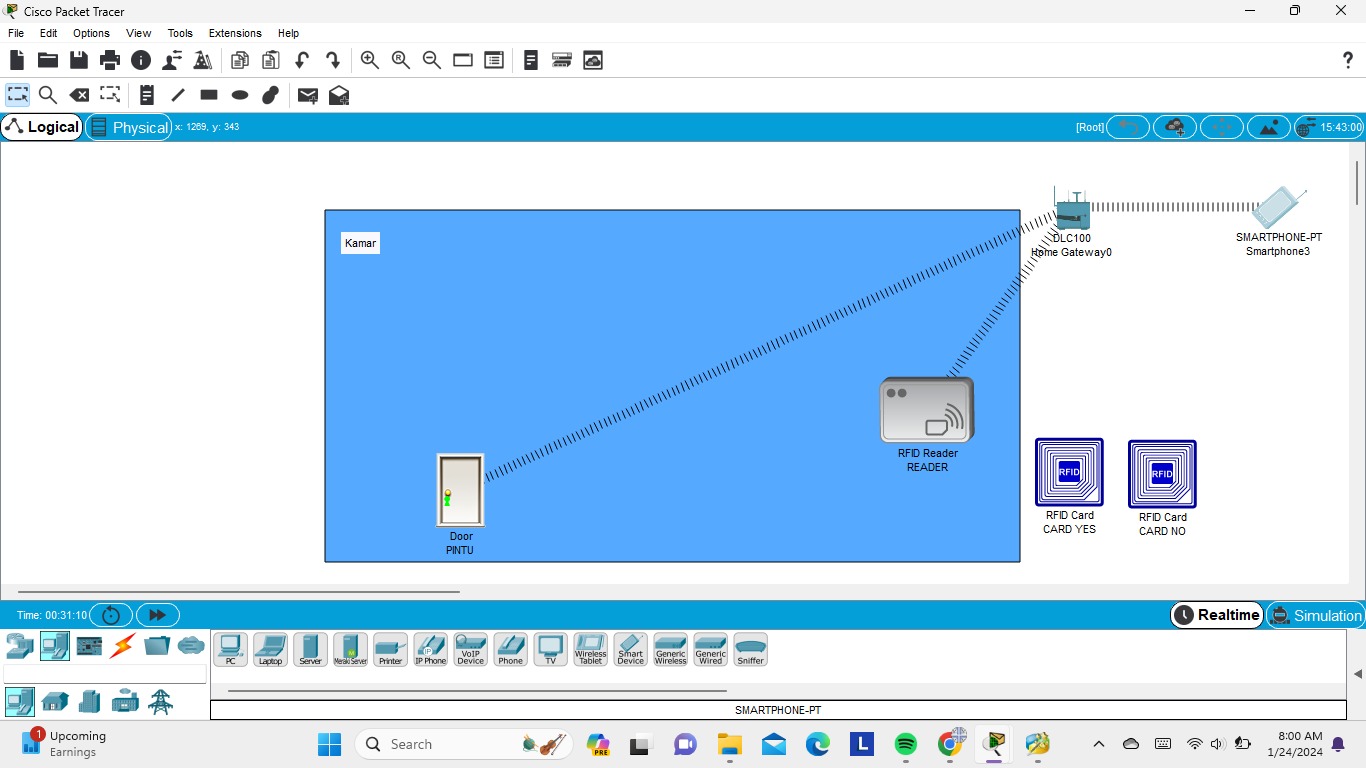 Cisco Packet Tracer
File Edit Options View Tools Extensions Help
Logical Physical x: 1269, y: 343 [Root] 15:43:00
Kamar
DLC100
Home Gateway0
SMARTPHONE-PT
Smartphone3
RFID Reader
READER
RFID
RFID
RFID Card
CARD YES
RFID Card
CARD NO
Door
PINTU
Time: 00:31:10 Realtime Simulation
PC
Laptop
Server
Meraki Server
Printer
IP Phone
VoIP Device
Phone
TV
Wireless Tablet
Smart Device
Generic Wireless
Generic Wired
Sniffer
SMARTPHONE-PT
1
Upcoming
Earnings
Search
PRE
L
8:00 AM
1/24/2024